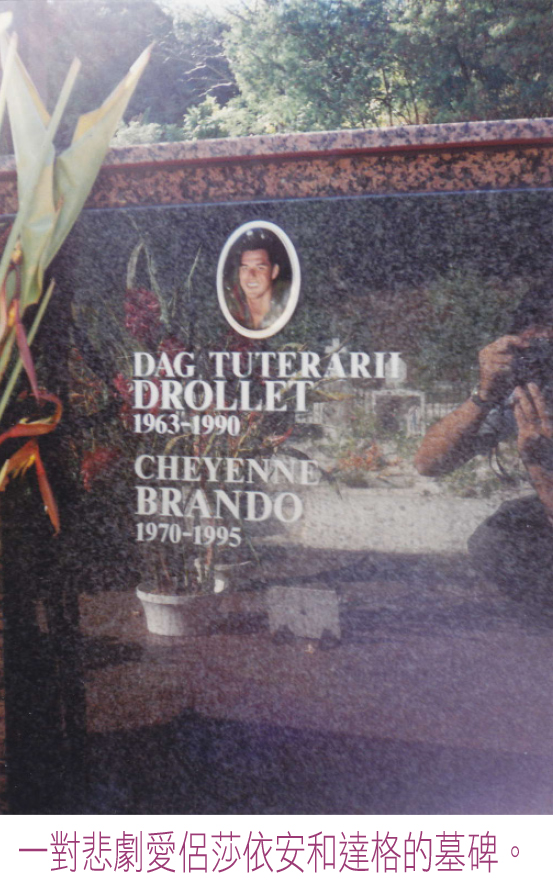 DAG TUTERARII
DROLLET
1963-1990
CHEYENNE
BRANDO
1970-1995
一對悲劇愛侶莎依安和達格的墓碑。